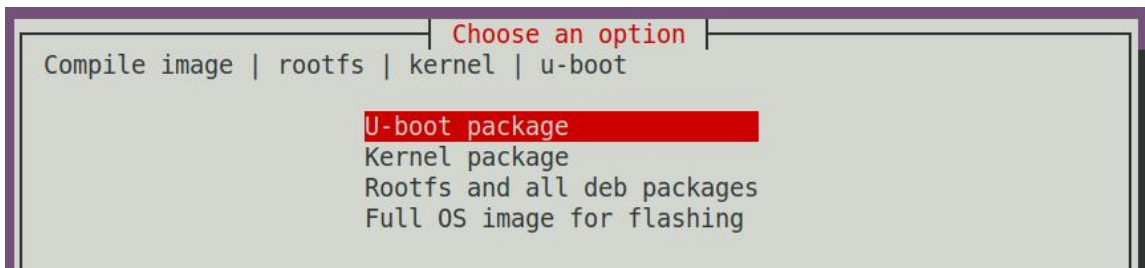 Choose an option
Compile image | rootfs | kernel | u-boot
U-boot package
Kernel package
Rootfs and all deb packages
Full OS image for flashing